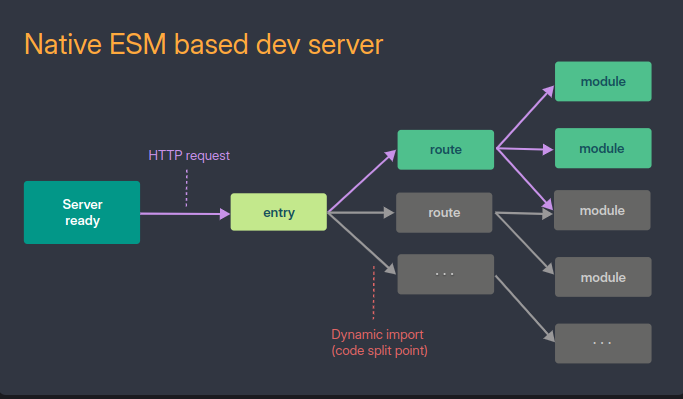 Native ESM based dev server
HTTP request
Server
ready
entry
route
route
· · ·
Dynamic import
(code split point)
module
module
module
module
· · ·